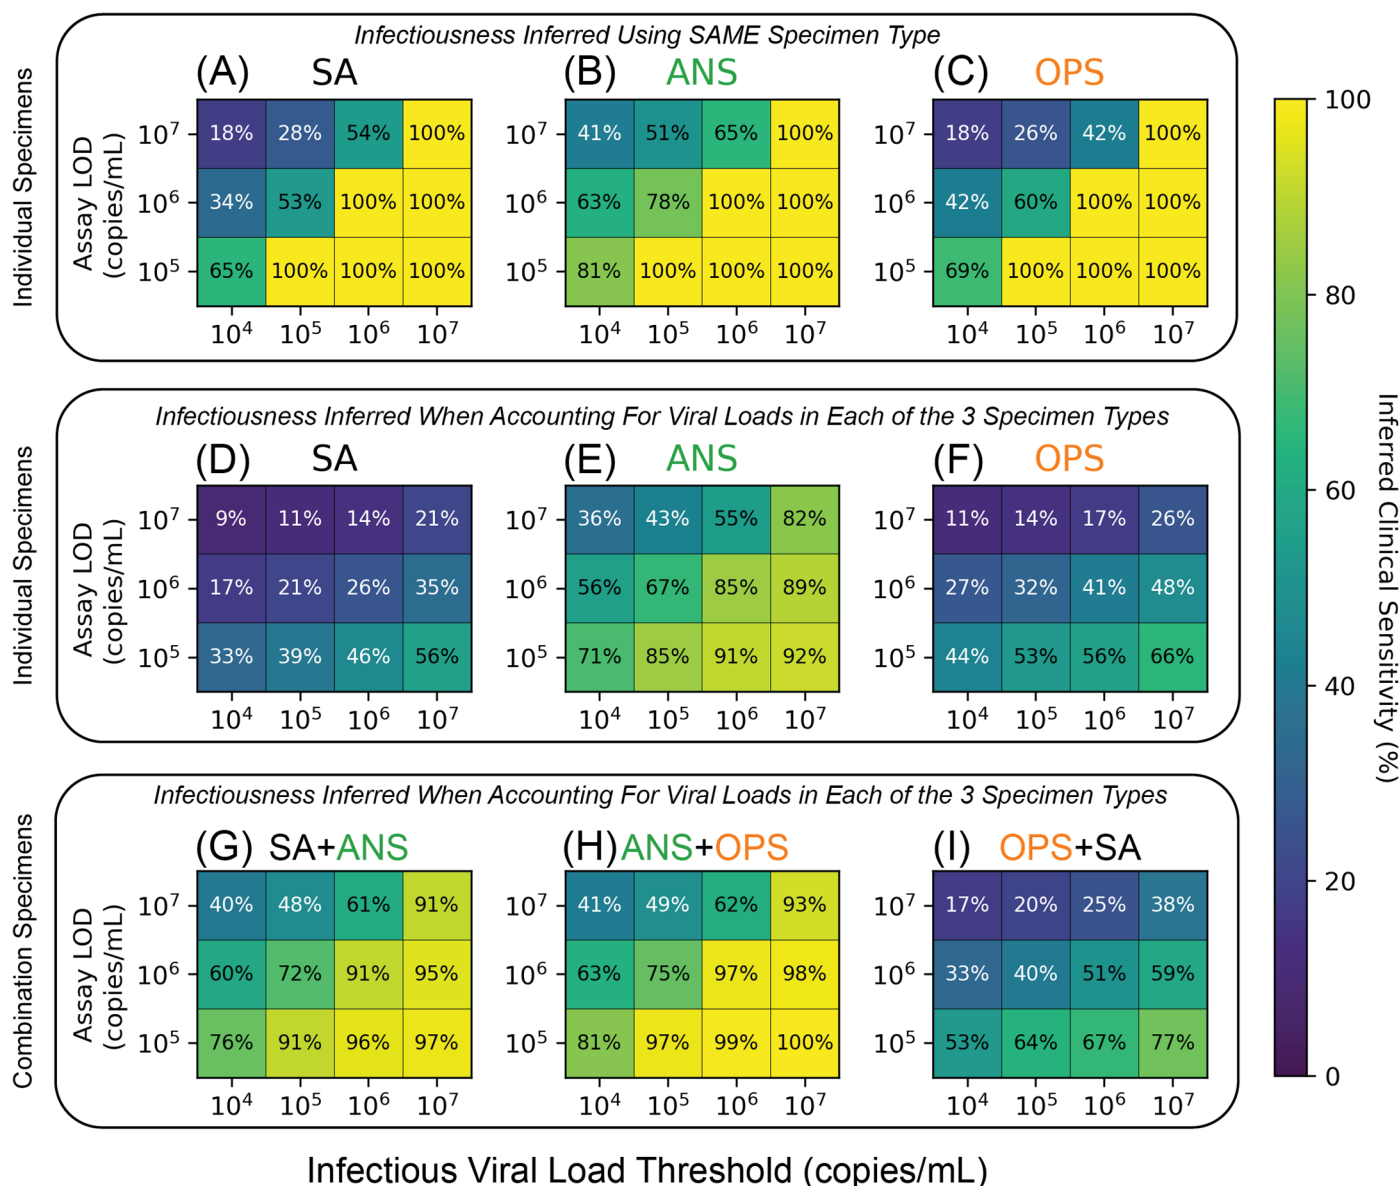 Infectiousness Inferred Using SAME Specimen Type
Individual Specimens
(A) SA
(B) ANS
(C) OPS
Assay LOD
(copies/mL)
10⁷ 18% 28% 54% 100%
10⁶ 34% 53% 100% 100%
10⁵ 65% 100% 100% 100%
10⁴ 10⁵ 10⁶ 10⁷
10⁷ 41% 51% 65% 100%
10⁶ 63% 78% 100% 100%
10⁵ 81% 100% 100% 100%
10⁴ 10⁵ 10⁶ 10⁷
10⁷ 18% 26% 42% 100%
10⁶ 42% 60% 100% 100%
10⁵ 69% 100% 100% 100%
10⁴ 10⁵ 10⁶ 10⁷
Infectiousness Inferred When Accounting For Viral Loads in Each of the 3 Specimen Types
Individual Specimens
(D) SA
(E) ANS
(F) OPS
Assay LOD
(copies/mL)
10⁷ 9% 11% 14% 21%
10⁶ 17% 21% 26% 35%
10⁵ 33% 39% 46% 56%
10⁴ 10⁵ 10⁶ 10⁷
10⁷ 36% 43% 55% 82%
10⁶ 56% 67% 85% 89%
10⁵ 71% 85% 91% 92%
10⁴ 10⁵ 10⁶ 10⁷
10⁷ 11% 14% 17% 26%
10⁶ 27% 32% 41% 48%
10⁵ 44% 53% 56% 66%
10⁴ 10⁵ 10⁶ 10⁷
Infectiousness Inferred When Accounting For Viral Loads in Each of the 3 Specimen Types
Combination Specimens
(G) SA+ANS
(H) ANS+OPS
(I) OPS+SA
Assay LOD
(copies/mL)
10⁷ 40% 48% 61% 91%
10⁶ 60% 72% 91% 95%
10⁵ 76% 91% 96% 97%
10⁴ 10⁵ 10⁶ 10⁷
10⁷ 41% 49% 62% 93%
10⁶ 63% 75% 97% 98%
10⁵ 81% 97% 99% 100%
10⁴ 10⁵ 10⁶ 10⁷
10⁷ 17% 20% 25% 38%
10⁶ 33% 40% 51% 59%
10⁵ 53% 64% 67% 77%
10⁴ 10⁵ 10⁶ 10⁷
Infectious Viral Load Threshold (copies/mL)
100
80
60
40
20
0
Inferred Clinical Sensitivity (%)